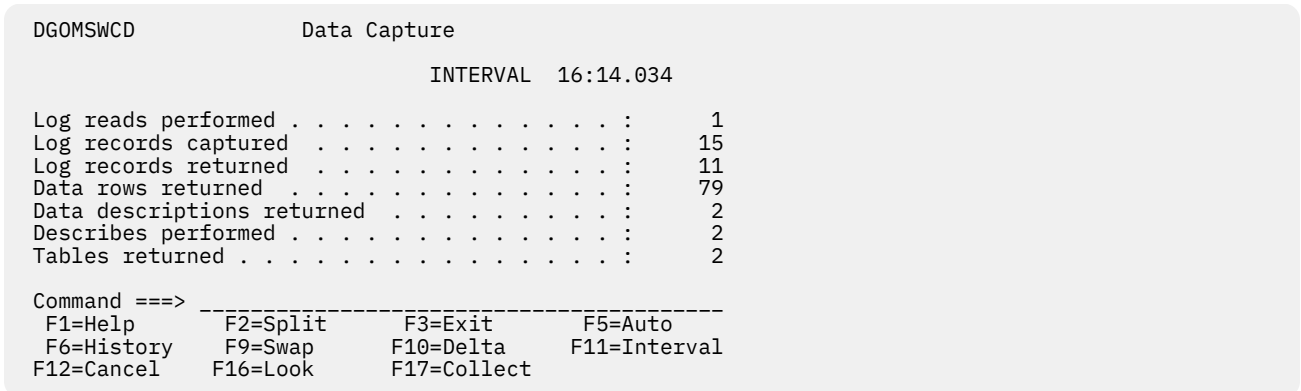 DGOMSWCD             Data Capture
INTERVAL  16:14.034
Log reads performed . . . . . . . . . . . . . . :       1
Log records captured  . . . . . . . . . . . . . :      15
Log records returned  . . . . . . . . . . . . . :      11
Data rows returned  . . . . . . . . . . . . . . :      79
Data descriptions returned  . . . . . . . . . . :       2
Describes performed . . . . . . . . . . . . . . :       2
Tables returned . . . . . . . . . . . . . . . . :       2
Command ===> _________________________________________
F1=Help       F2=Split      F3=Exit       F5=Auto
F6=History    F9=Swap      F10=Delta    F11=Interval
F12=Cancel    F16=Look      F17=Collect